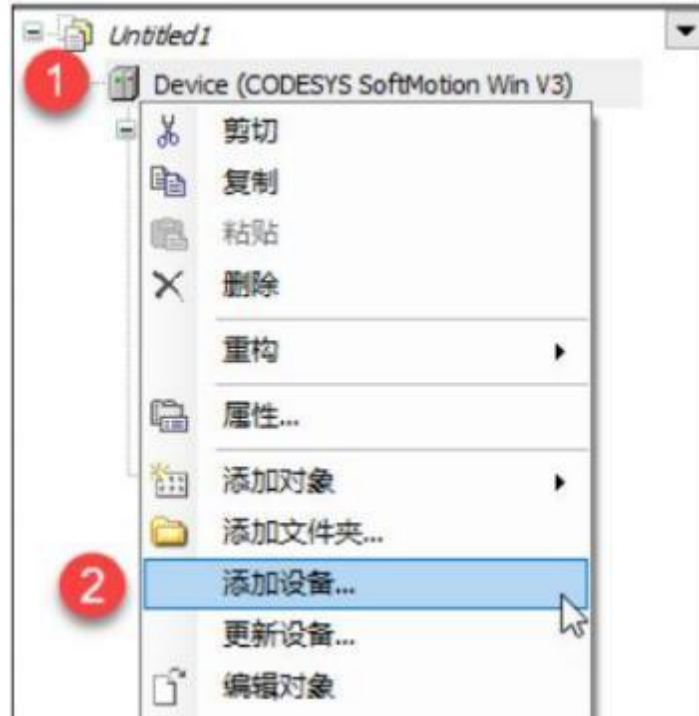 Untitled1
1
Device (CODESYS SoftMotion Win V3)
剪切
复制
粘贴
删除
重构
属性...
添加对象
添加文件夹...
2
添加设备...
更新设备...
编辑对象